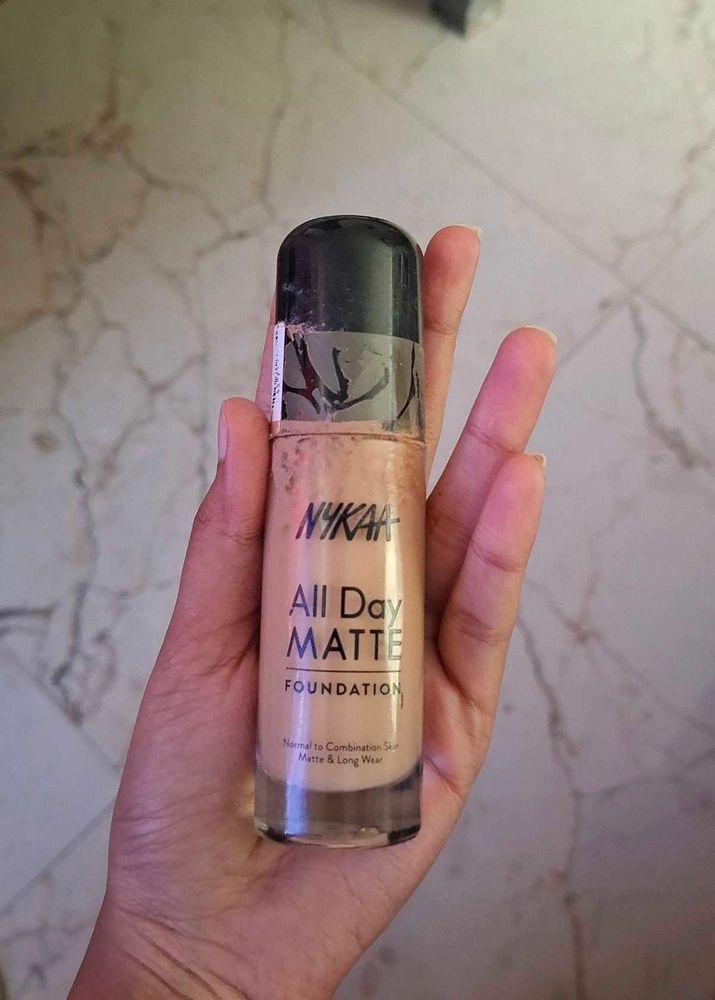 NYKAA
All Day
MATTE
FOUNDATION
Normal to Combination Skin
Matte & Long Wear